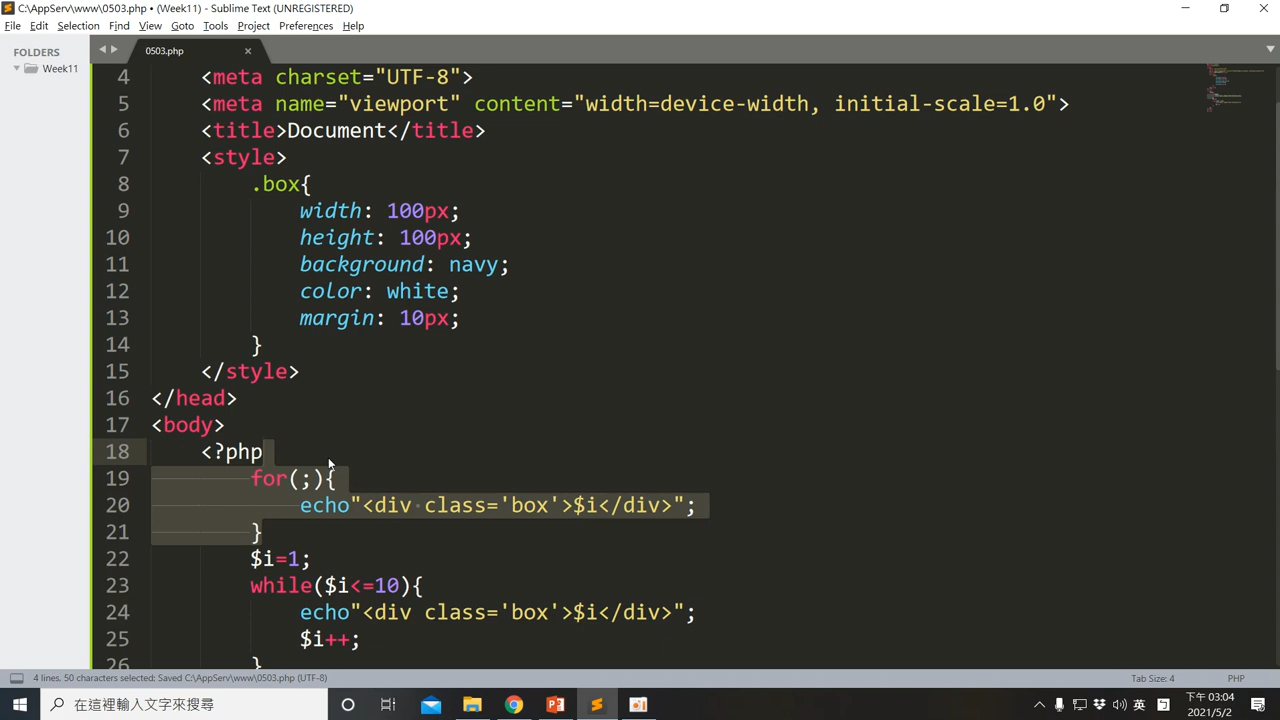 C:\AppServ\www\0503.php • (Week11) - Sublime Text (UNREGISTERED)
File Edit Selection Find View Goto Tools Project Preferences Help
FOLDERS
Week11
0503.php
4 <meta charset="UTF-8">
5 <meta name="viewport" content="width=device-width, initial-scale=1.0">
6 <title>Document</title>
7 <style>
8 .box{
9 width: 100px;
10 height: 100px;
11 background: navy;
12 color: white;
13 margin: 10px;
14 }
15 </style>
16 </head>
17 <body>
18 <?php
19 for(;){
20 echo"<div class='box'>$i</div>";
21 }
22 $i=1;
23 while($i<=10){
24 echo"<div class='box'>$i</div>";
25 $i++;
26 }
4 lines, 50 characters selected: Saved C:\AppServ\www\0503.php (UTF-8)
Tab Size: 4
PHP
在這裡輸入文字來搜尋
英
下午 03:04
2021/5/2